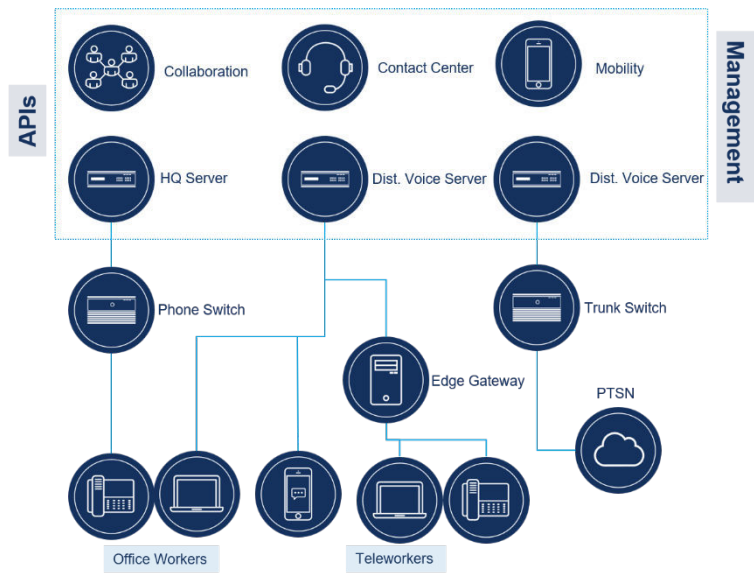 Collaboration
Contact Center
Mobility
APIs
Management
HQ Server
Dist. Voice Server
Dist. Voice Server
Phone Switch
Trunk Switch
Edge Gateway
PTSN
Office Workers
Teleworkers